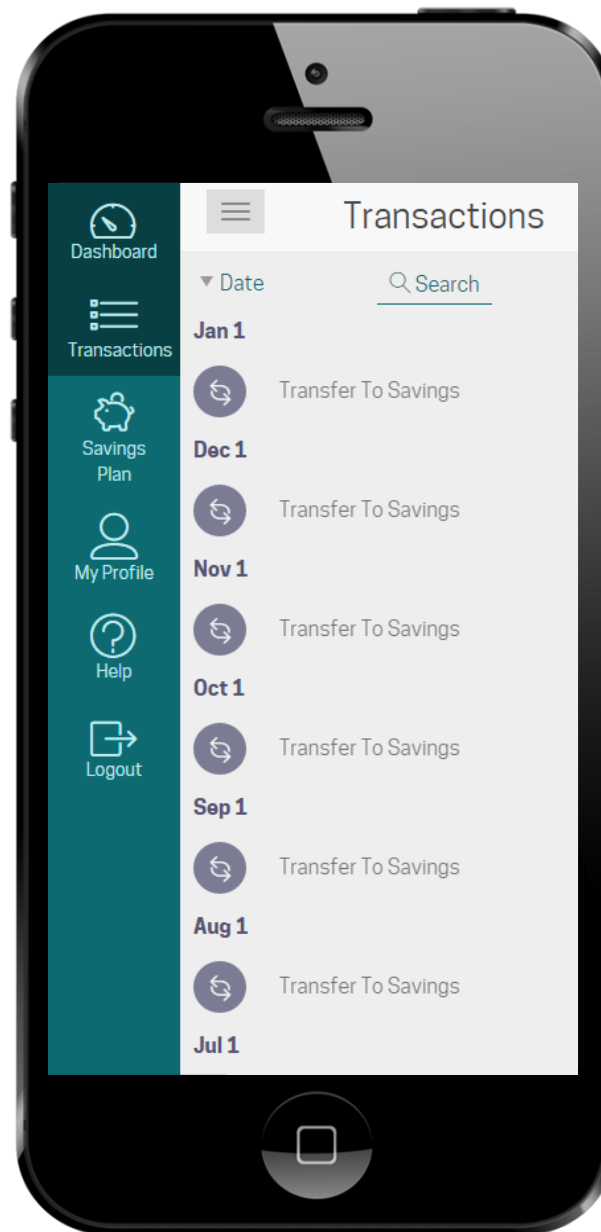 Dashboard
Transactions
Savings
Plan
My Profile
Help
Logout
Transactions
Date
Search
Jan 1
Transfer To Savings
Dec 1
Transfer To Savings
Nov 1
Transfer To Savings
Oct 1
Transfer To Savings
Sep 1
Transfer To Savings
Aug 1
Transfer To Savings
Jul 1